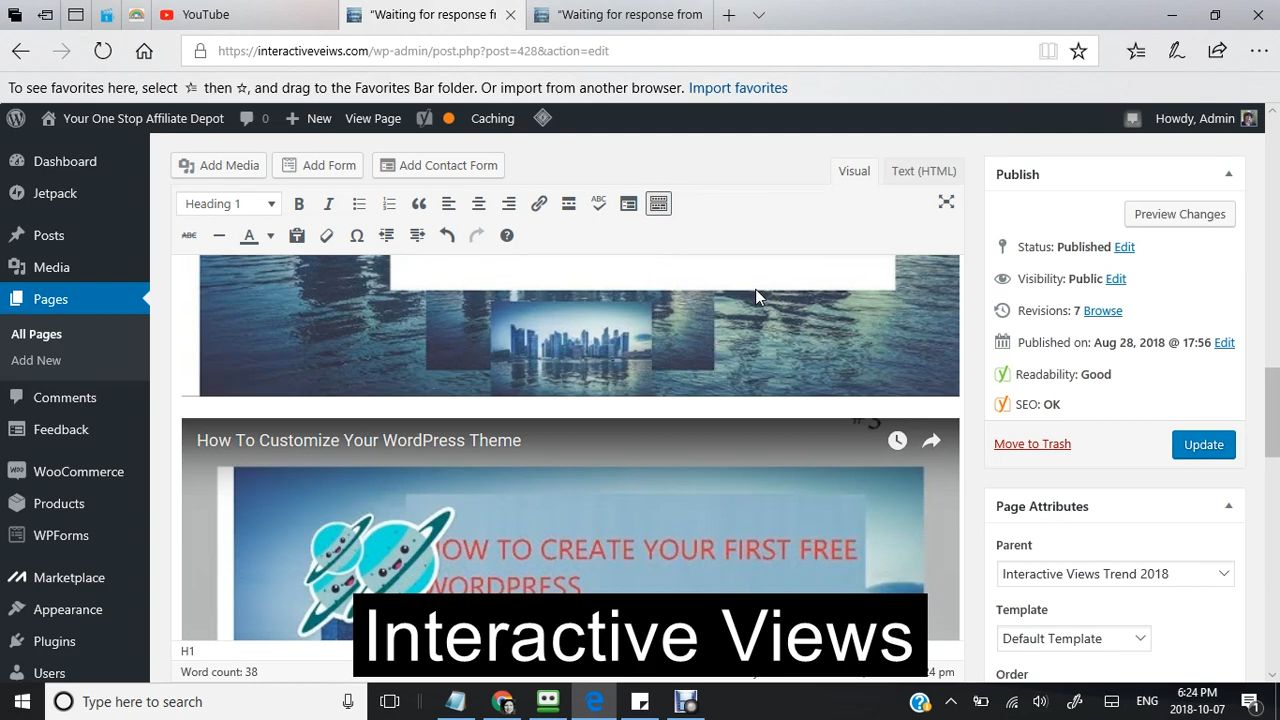 YouTube
"Waiting for response fr
"Waiting for response from
https://interactiveveiws.com/wp-admin/post.php?post=428&action=edit
To see favorites here, select then ☆, and drag to the Favorites Bar folder. Or import from another browser. Import favorites
Your One Stop Affiliate Depot
0
New
View Page
Caching
Howdy, Admin
Dashboard
Jetpack
Posts
Media
Pages
All Pages
Add New
Comments
Feedback
WooCommerce
Products
WPForms
Marketplace
Appearance
Plugins
Users
Add Media
Add Form
Add Contact Form
Visual
Text (HTML)
Heading 1
B
I
ABC
ABC
A
How To Customize Your WordPress Theme
OW TO CREATE YOUR FIRST FREE
WORDPRESS
Interactive Views
H1
Word count: 38
24 pm
Publish
Preview Changes
Status: Published Edit
Visibility: Public Edit
Revisions: 7 Browse
Published on: Aug 28, 2018 @ 17:56 Edit
Readability: Good
SEO: OK
Move to Trash
Update
Page Attributes
Parent
Interactive Views Trend 2018
Template
Default Template
Order
Type here to search
ENG
6:24 PM
2018-10-07
1